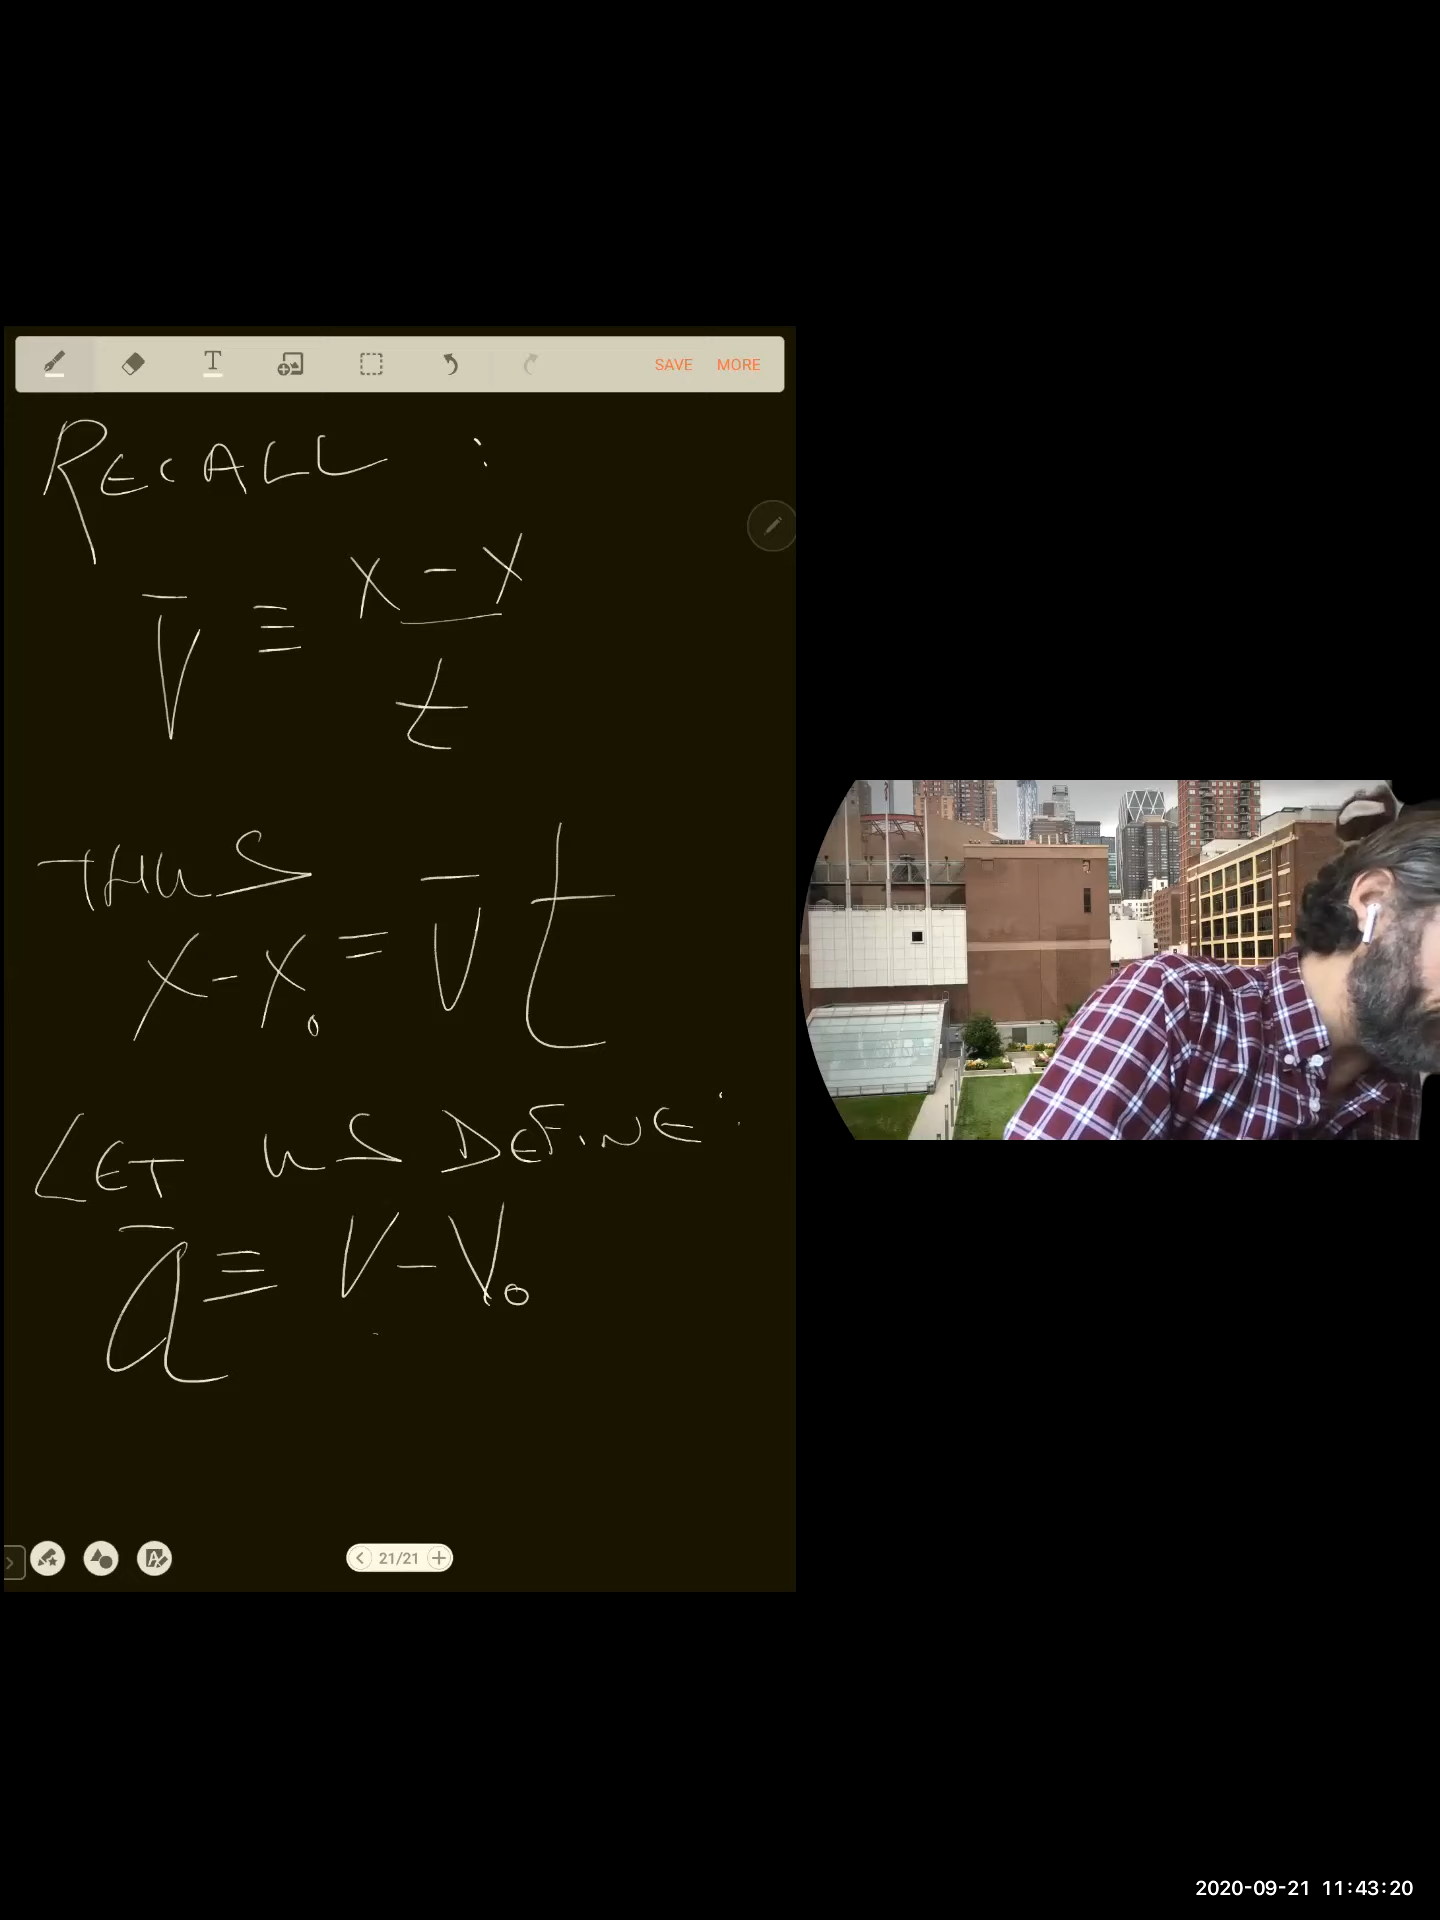 SAVE MORE
RECALL :
V̄ ≡ x - x
t
THUS
x - x₀ = V̄ t
LET US DEFINE:
ā ≡ V - V₀
21/21
2020-09-21 11:43:20